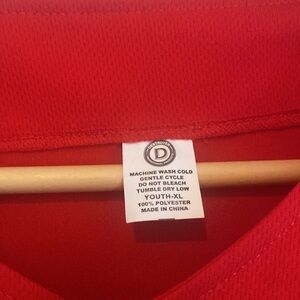 D
MACHINE WASH COLD
GENTLE CYCLE
DO NOT BLEACH
TUMBLE DRY LOW
YOUTH-XL
100% POLYESTER
MADE IN CHINA